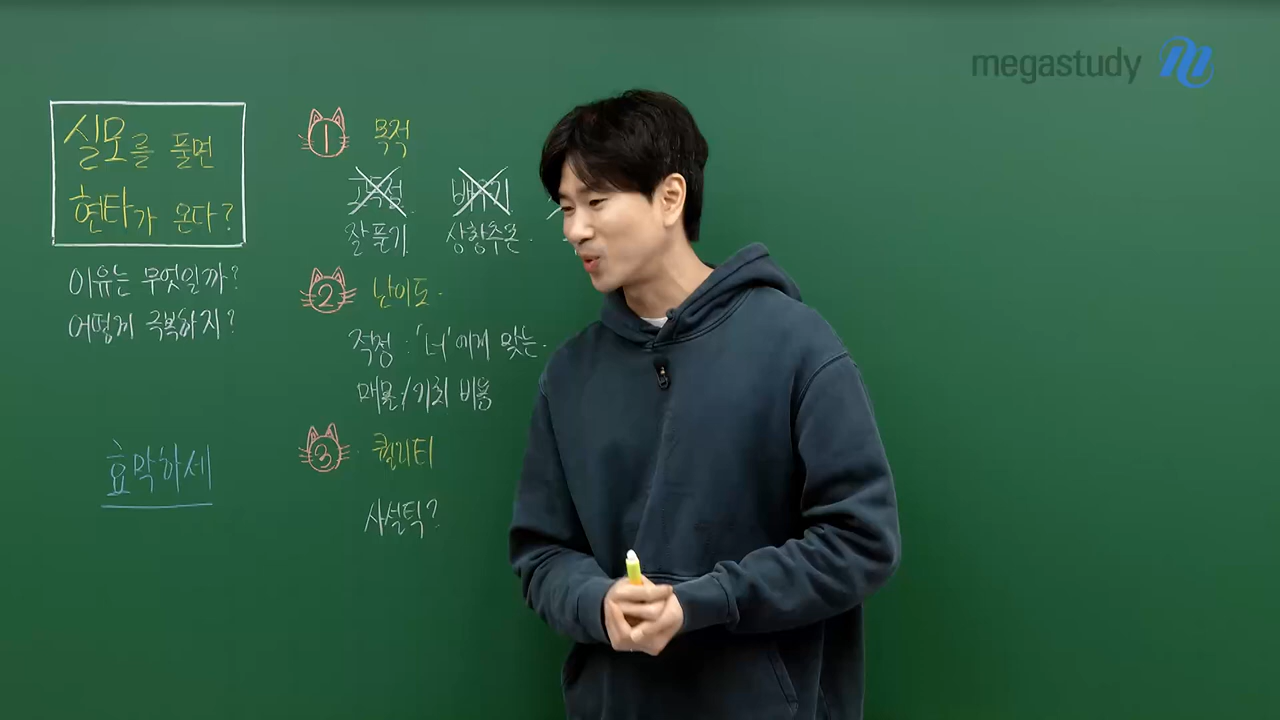 실모를 풀면
현타가 온다?
이유는 무엇일까?
어떻게 극복하지?
효막하세
① 목적
고득점 배우기
잘풀기 상황추론.
② 난이도.
적정 : '너'에게 맞는.
매몰/기회 비용
③ 퀄리티
사설틱?
megastudy